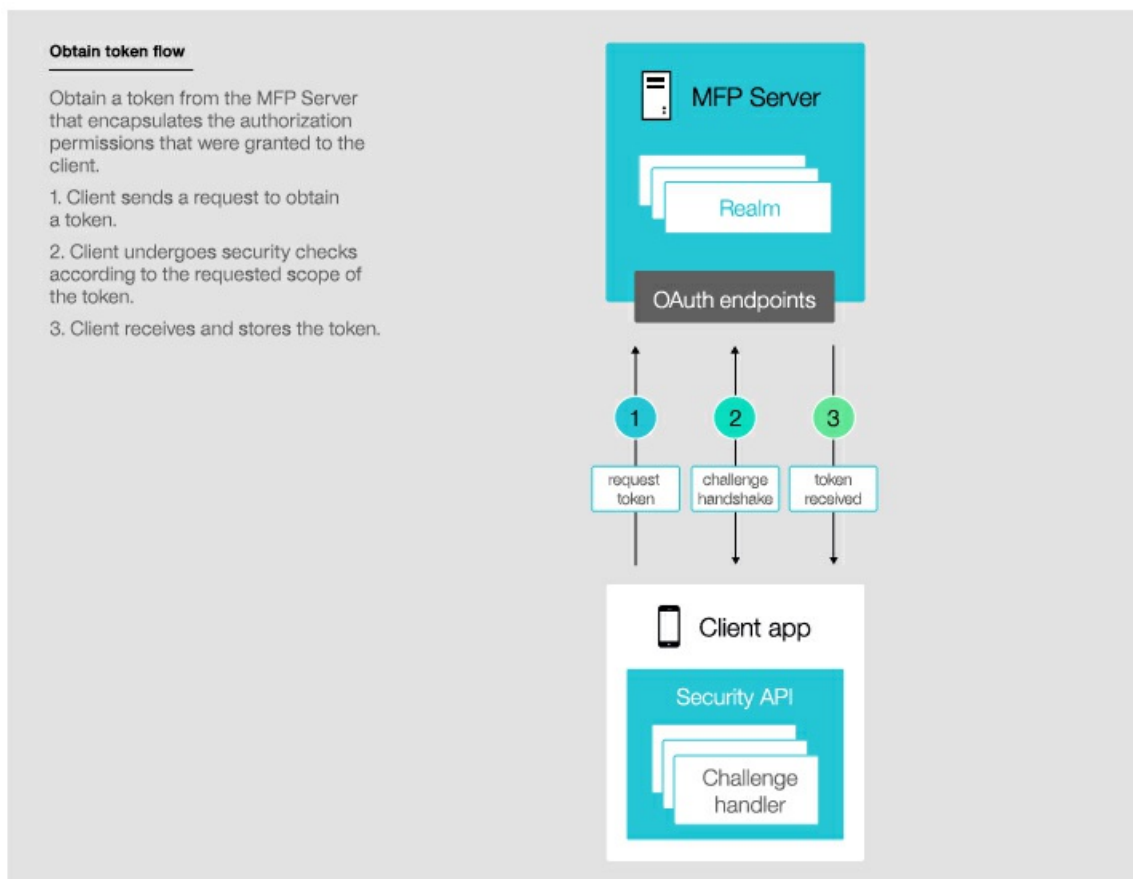 Obtain token flow
Obtain a token from the MFP Server
that encapsulates the authorization
permissions that were granted to the
client.
1. Client sends a request to obtain
a token.
2. Client undergoes security checks
according to the requested scope of
the token.
3. Client receives and stores the token.
MFP Server
Realm
OAuth endpoints
1
2
3
request
token
challenge
handshake
token
received
Client app
Security API
Challenge
handler